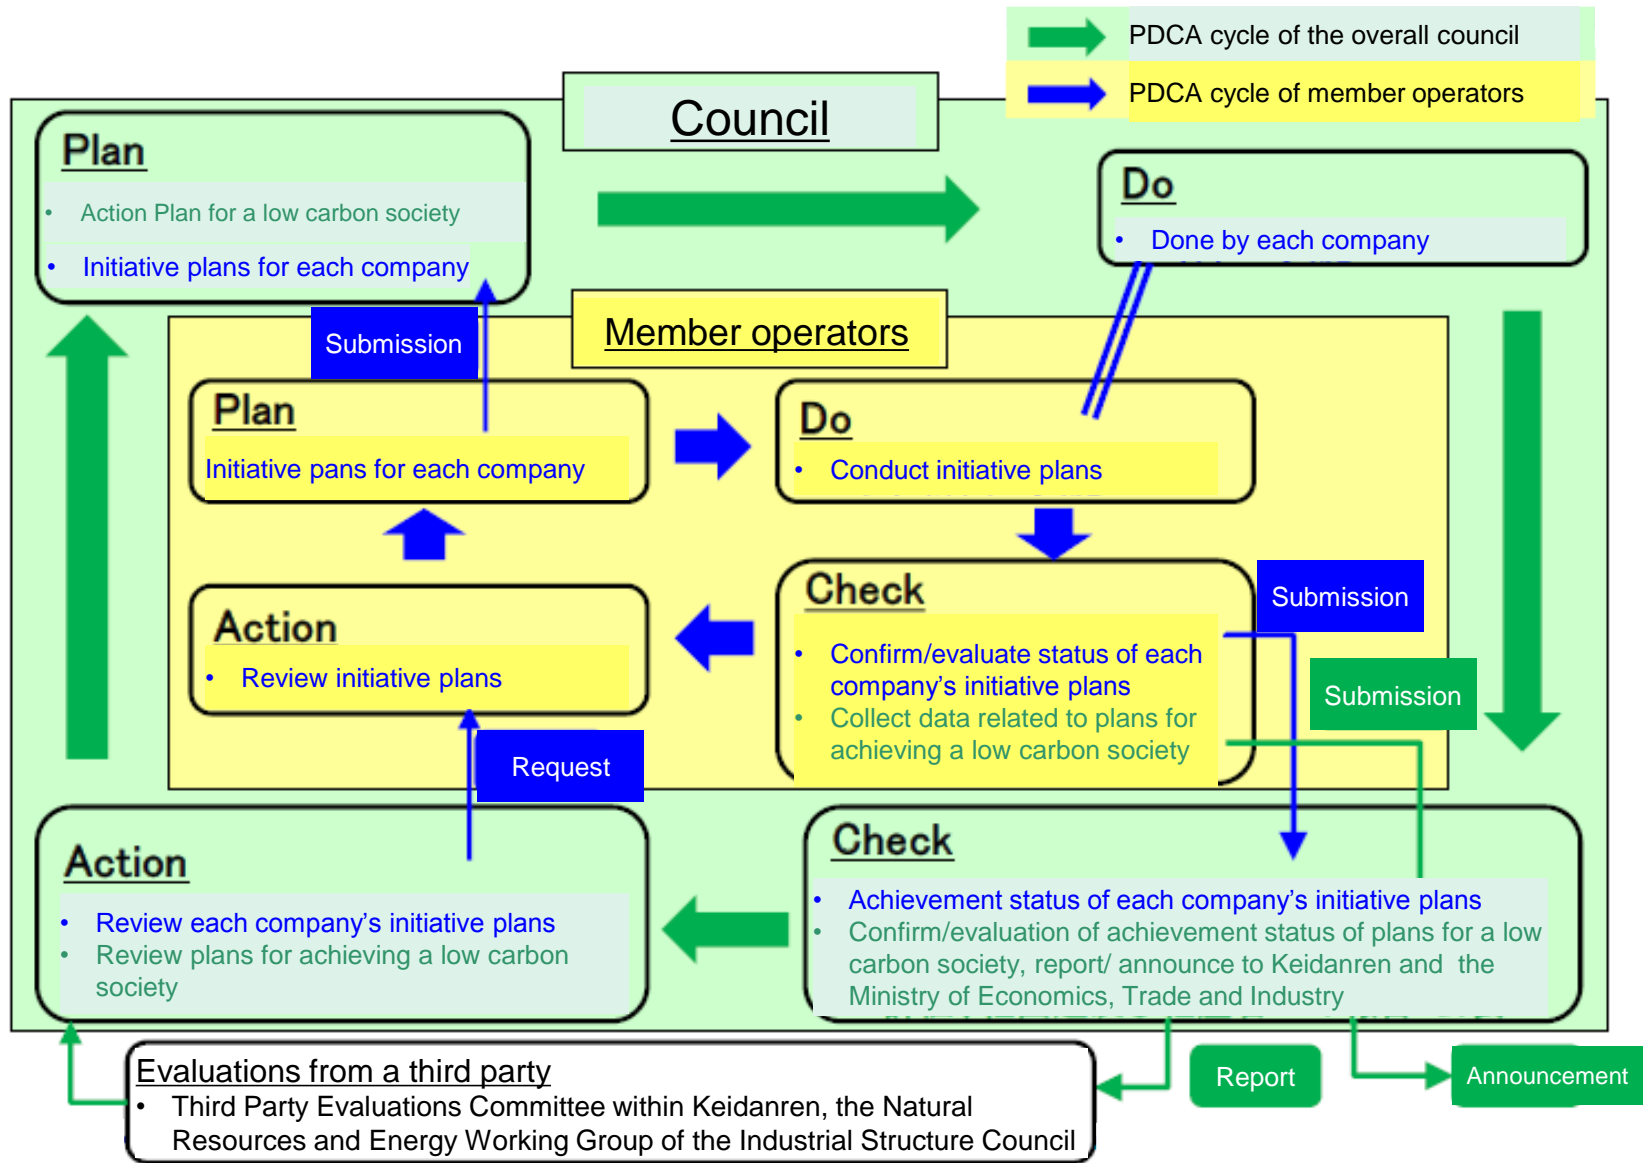 PDCA cycle of the overall council
PDCA cycle of member operators
Council
Plan
• Action Plan for a low carbon society
• Initiative plans for each company
Do
• Done by each company
Submission
Member operators
Plan
Initiative pans for each company
Do
• Conduct initiative plans
Check
• Confirm/evaluate status of each
company's initiative plans
• Collect data related to plans for
achieving a low carbon society
Submission
Submission
Action
• Review initiative plans
Request
Action
• Review each company's initiative plans
• Review plans for achieving a low carbon
society
Check
• Achievement status of each company's initiative plans
• Confirm/evaluation of achievement status of plans for a low
carbon society, report/ announce to Keidanren and the
Ministry of Economics, Trade and Industry
Evaluations from a third party
• Third Party Evaluations Committee within Keidanren, the Natural
Resources and Energy Working Group of the Industrial Structure Council
Report
Announcement